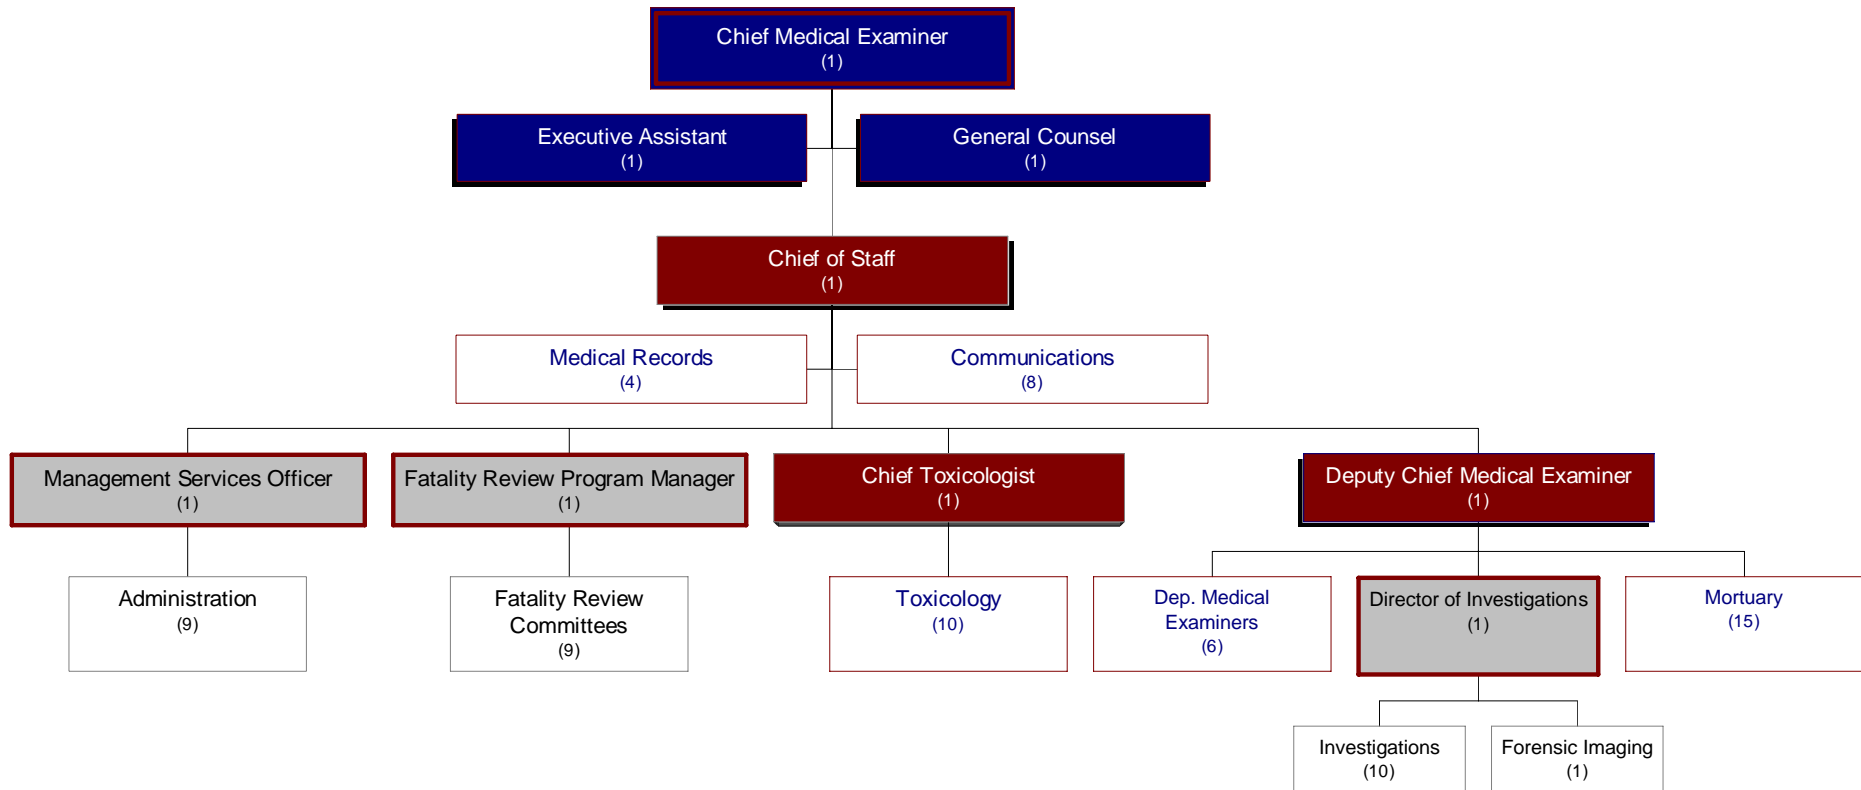 Chief Medical Examiner
(1)
Executive Assistant
(1)
General Counsel
(1)
Chief of Staff
(1)
Medical Records
(4)
Communications
(8)
Management Services Officer
(1)
Fatality Review Program Manager
(1)
Chief Toxicologist
(1)
Deputy Chief Medical Examiner
(1)
Administration
(9)
Fatality Review
Committees
(9)
Toxicology
(10)
Dep. Medical
Examiners
(6)
Director of Investigations
(1)
Mortuary
(15)
Investigations
(10)
Forensic Imaging
(1)